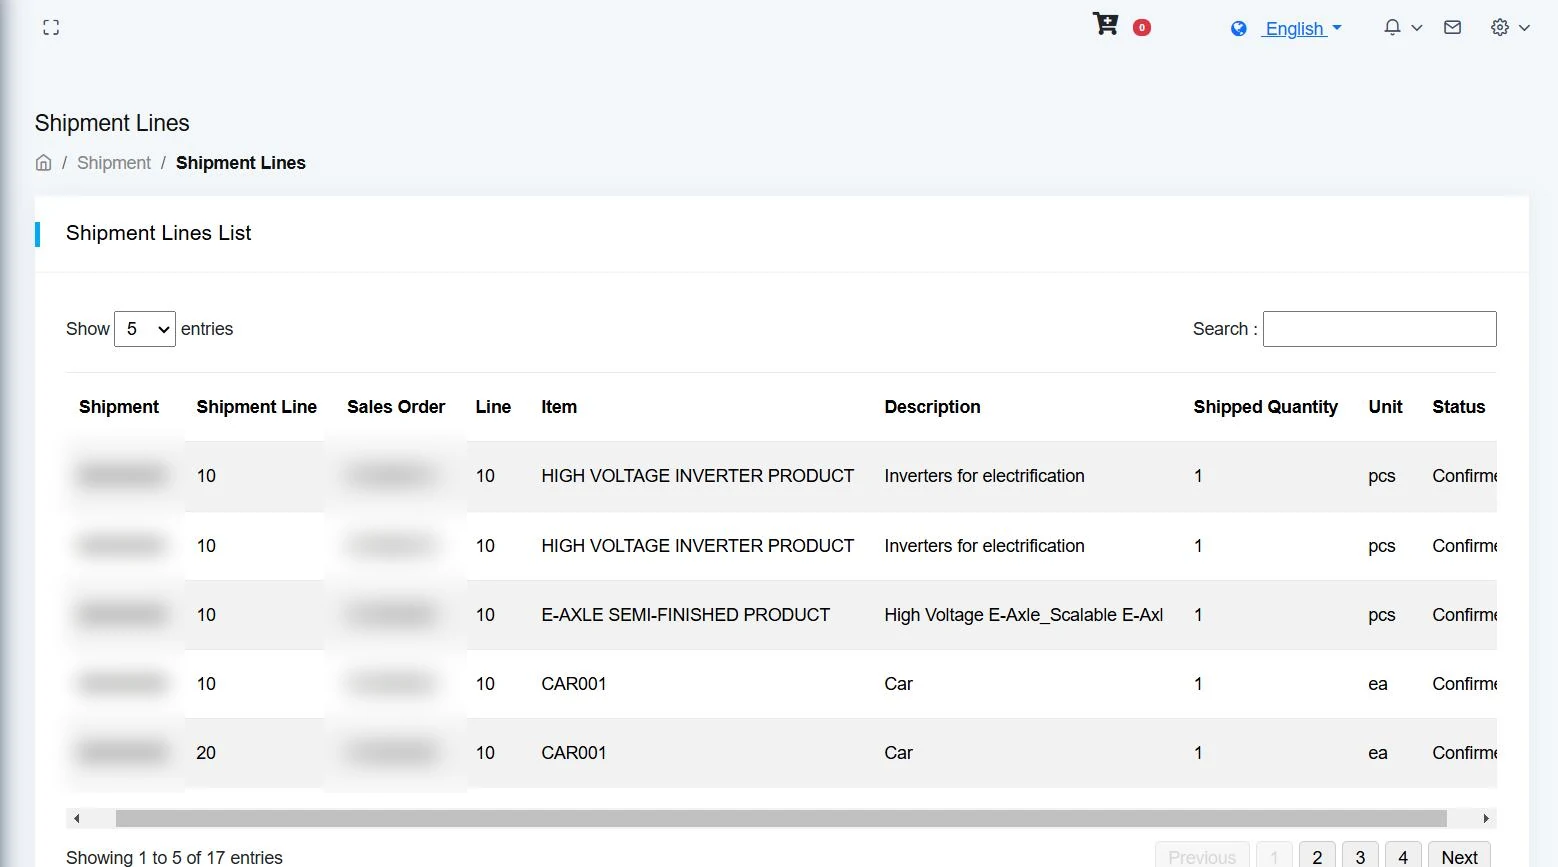 0 English
Shipment Lines
/ Shipment / Shipment Lines
Shipment Lines List
Show 5 entries Search :
Shipment Shipment Line Sales Order Line Item Description Shipped Quantity Unit Status
10 10 HIGH VOLTAGE INVERTER PRODUCT Inverters for electrification 1 pcs Confirme
10 10 HIGH VOLTAGE INVERTER PRODUCT Inverters for electrification 1 pcs Confirme
10 10 E-AXLE SEMI-FINISHED PRODUCT High Voltage E-Axle_Scalable E-Axl 1 pcs Confirme
10 10 CAR001 Car 1 ea Confirme
20 10 CAR001 Car 1 ea Confirme
Showing 1 to 5 of 17 entries Previous 1 2 3 4 Next